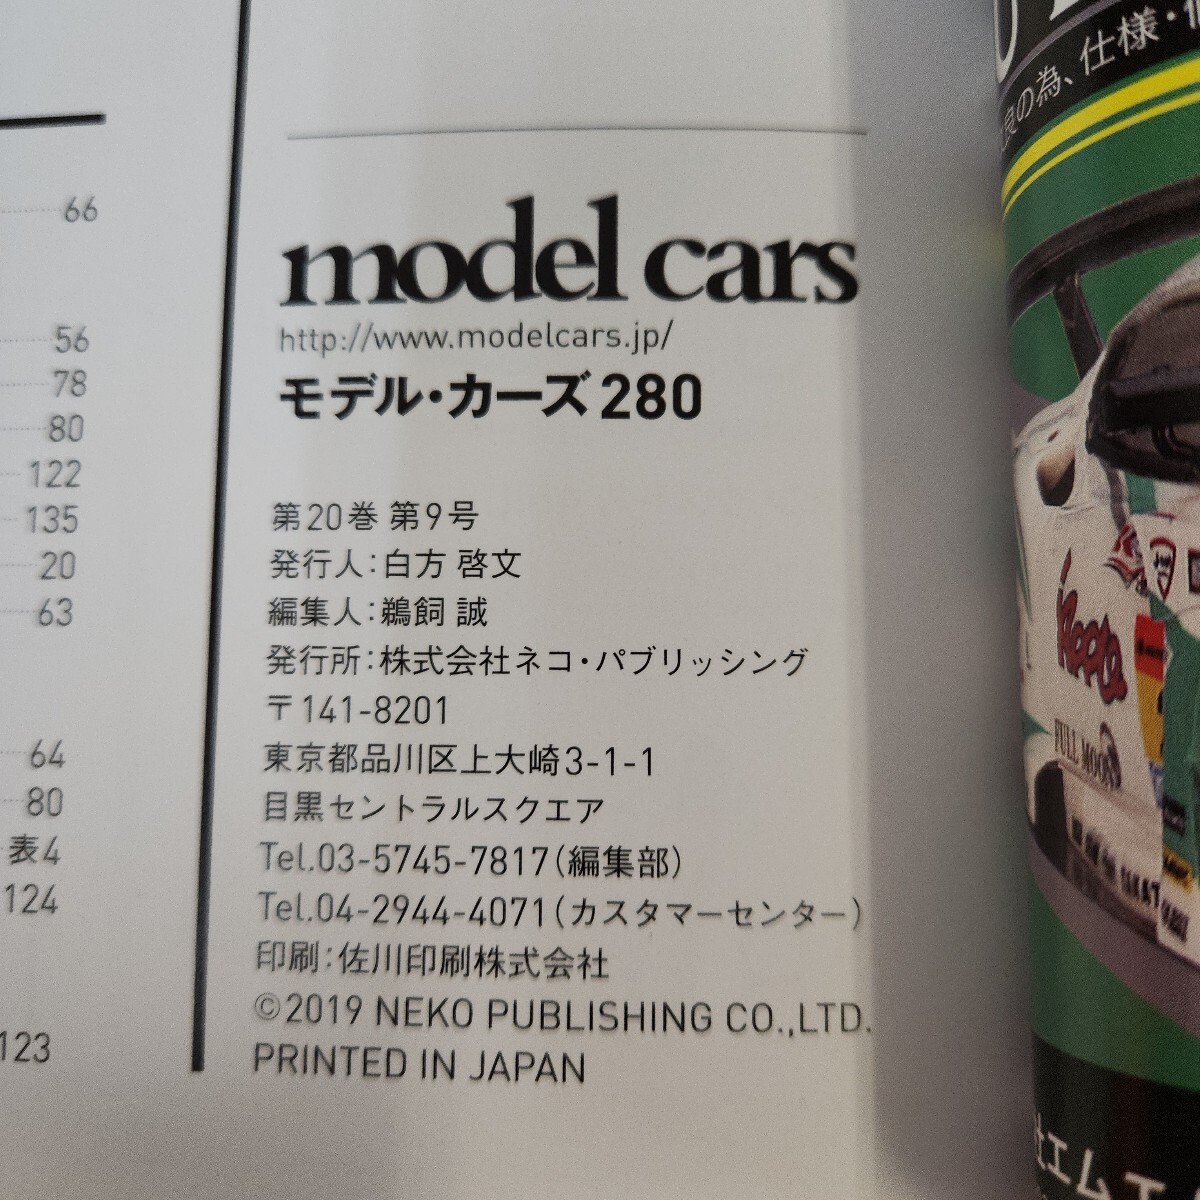 66
56
78
80
122
135
20
63
64
80
表4
124
123
model cars
http://www.modelcars.jp/
モデル・カーズ280
第20巻 第9号
発行人:白方 啓文
編集人:鵜飼 誠
発行所:株式会社ネコ・パブリッシング
〒141-8201
東京都品川区上大崎3-1-1
目黒セントラルスクエア
Tel.03-5745-7817(編集部)
Tel.04-2944-4071(カスタマーセンター)
印刷:佐川印刷株式会社
©2019 NEKO PUBLISHING CO.,LTD.
PRINTED IN JAPAN
良の為、仕様・
FULL MOON
エムエ